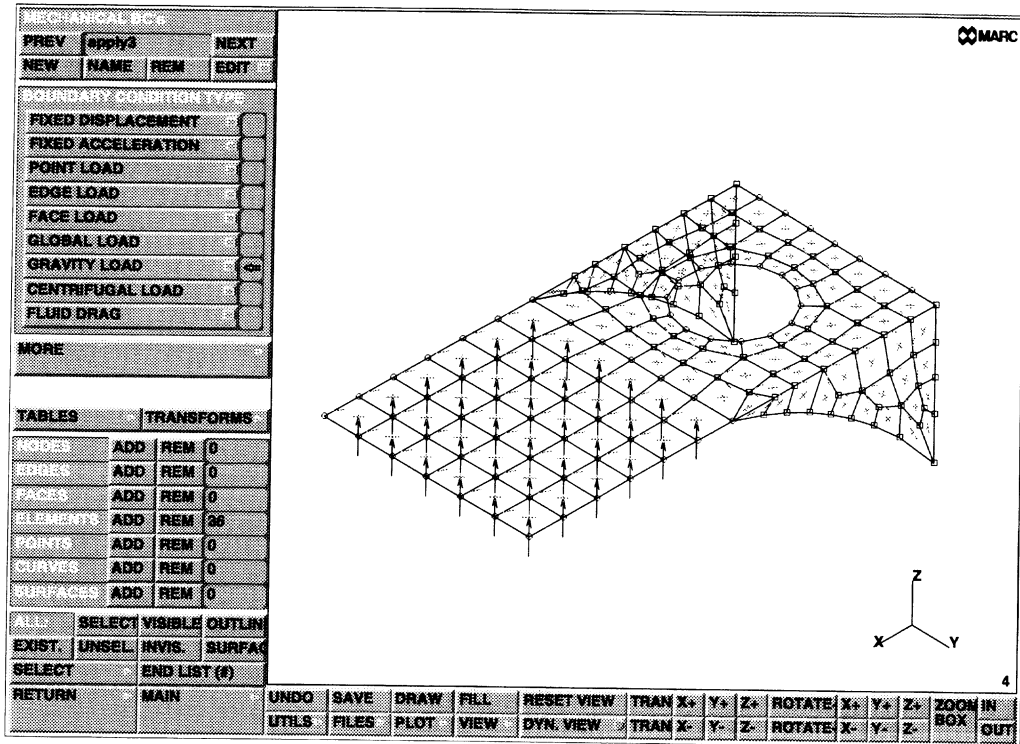 MECHANICAL BC's
PREV apply3 NEXT
NEW NAME REM EDIT
BOUNDARY CONDITION TYPE
FIXED DISPLACEMENT
FIXED ACCELERATION
POINT LOAD
EDGE LOAD
FACE LOAD
GLOBAL LOAD
GRAVITY LOAD <=
CENTRIFUGAL LOAD
FLUID DRAG
MORE
TABLES TRANSFORMS
NODES ADD REM 0
EDGES ADD REM 0
FACES ADD REM 0
ELEMENTS ADD REM 36
POINTS ADD REM 0
CURVES ADD REM 0
SURFACES ADD REM 0
ALL: SELECT VISIBLE OUTLIN
EXIST. UNSEL. INVIS. SURFAC
SELECT END LIST (#)
RETURN MAIN
MARC
Z
X Y
4
UNDO SAVE DRAW FILL RESET VIEW TRAN X+ Y+ Z+ ROTATE X+ Y+ Z+ ZOOM IN
UTILS FILES PLOT VIEW DYN. VIEW TRAN X- Y- Z- ROTATE X- Y- Z- BOX OUT